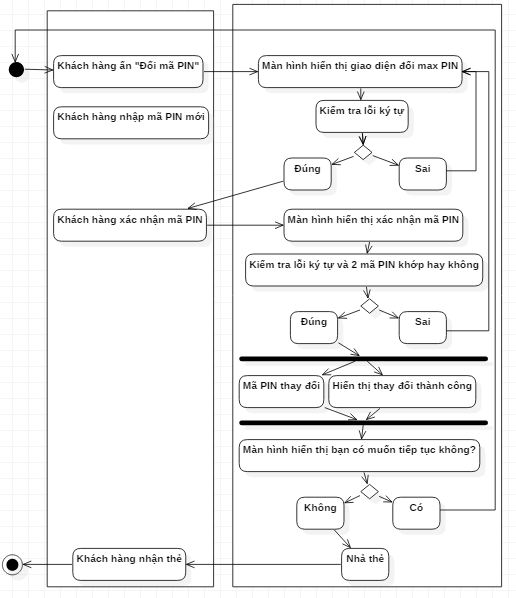 Khách hàng ấn "Đổi mã PIN"
Màn hình hiển thị giao diện đổi max PIN
Khách hàng nhập mã PIN mới
Kiểm tra lỗi ký tự
Đúng
Sai
Khách hàng xác nhận mã PIN
Màn hình hiển thị xác nhận mã PIN
Kiểm tra lỗi ký tự và 2 mã PIN khớp hay không
Đúng
Sai
Mã PIN thay đổi
Hiển thị thay đổi thành công
Màn hình hiển thị bạn có muốn tiếp tục không?
Không
Có
Khách hàng nhận thẻ
Nhả thẻ